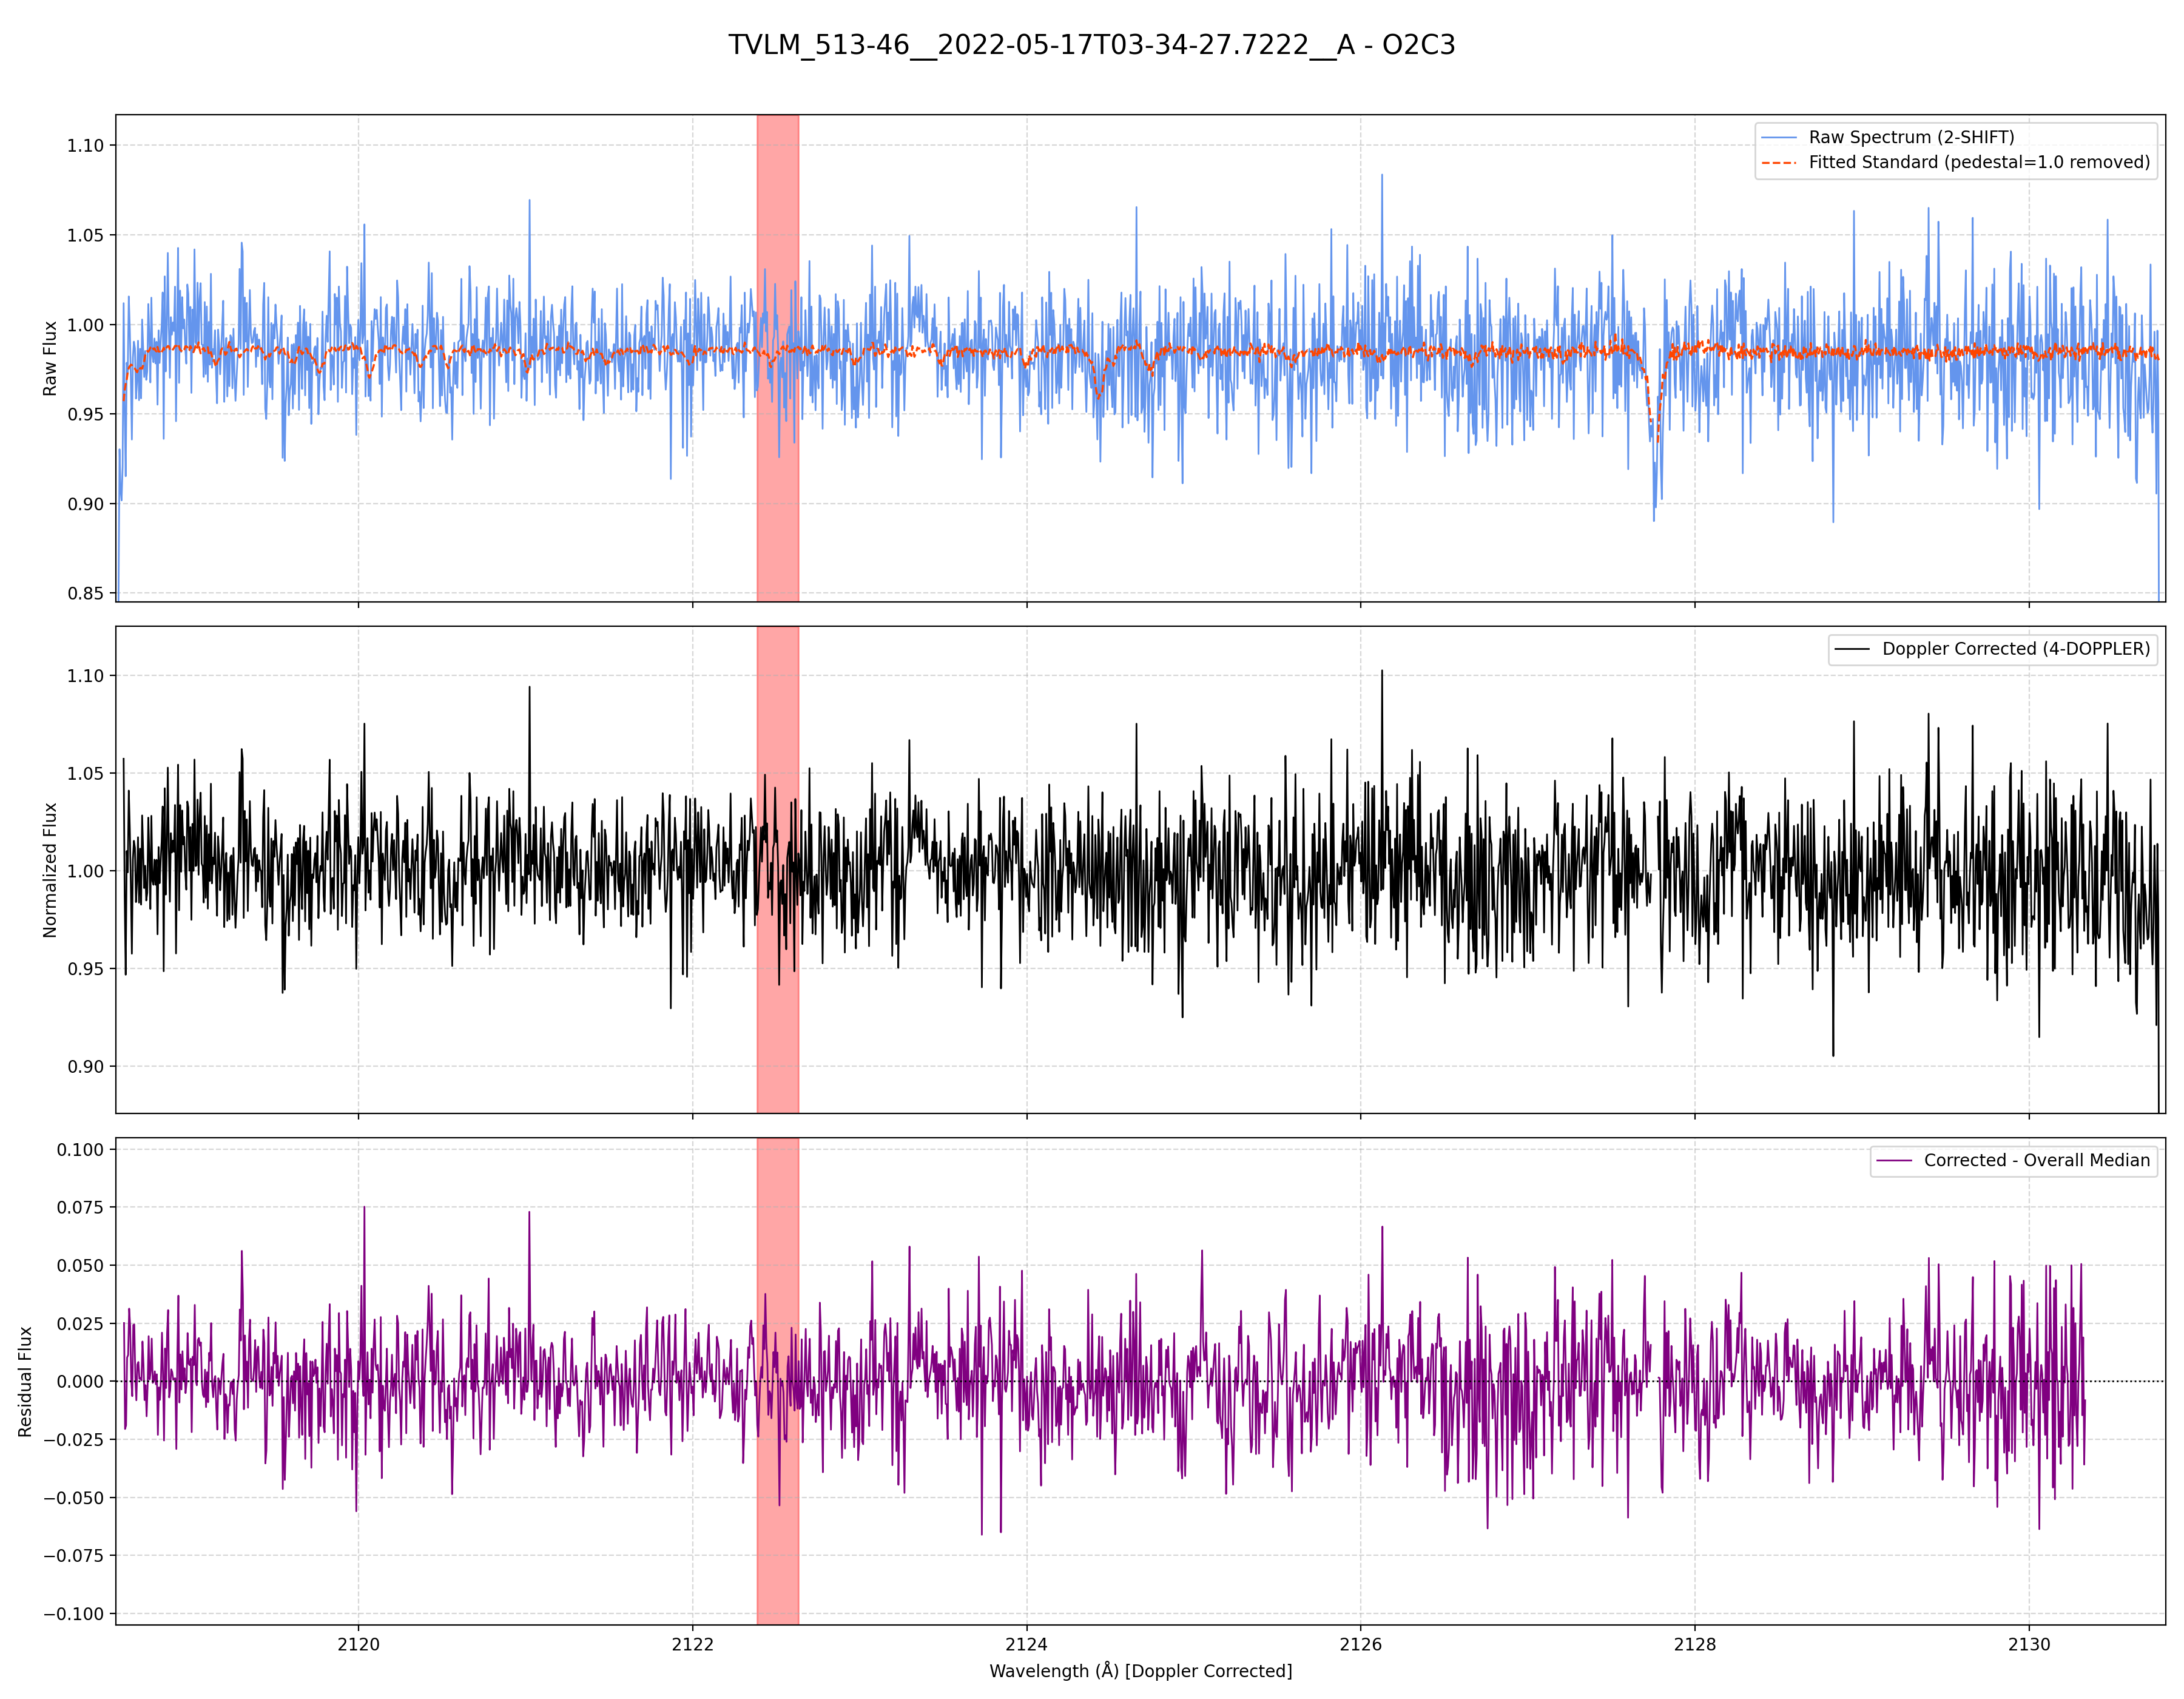 TVLM_513-46__2022-05-17T03-34-27.7222__A - O2C3
Raw Spectrum (2-SHIFT)
Fitted Standard (pedestal=1.0 removed)
1.10
1.05
1.00
0.95
0.90
0.85
Raw Flux
Doppler Corrected (4-DOPPLER)
1.10
1.05
1.00
0.95
0.90
Normalized Flux
Corrected - Overall Median
0.100
0.075
0.050
0.025
0.000
−0.025
−0.050
−0.075
−0.100
Residual Flux
2120
2122
2124
2126
2128
2130
Wavelength (Å) [Doppler Corrected]